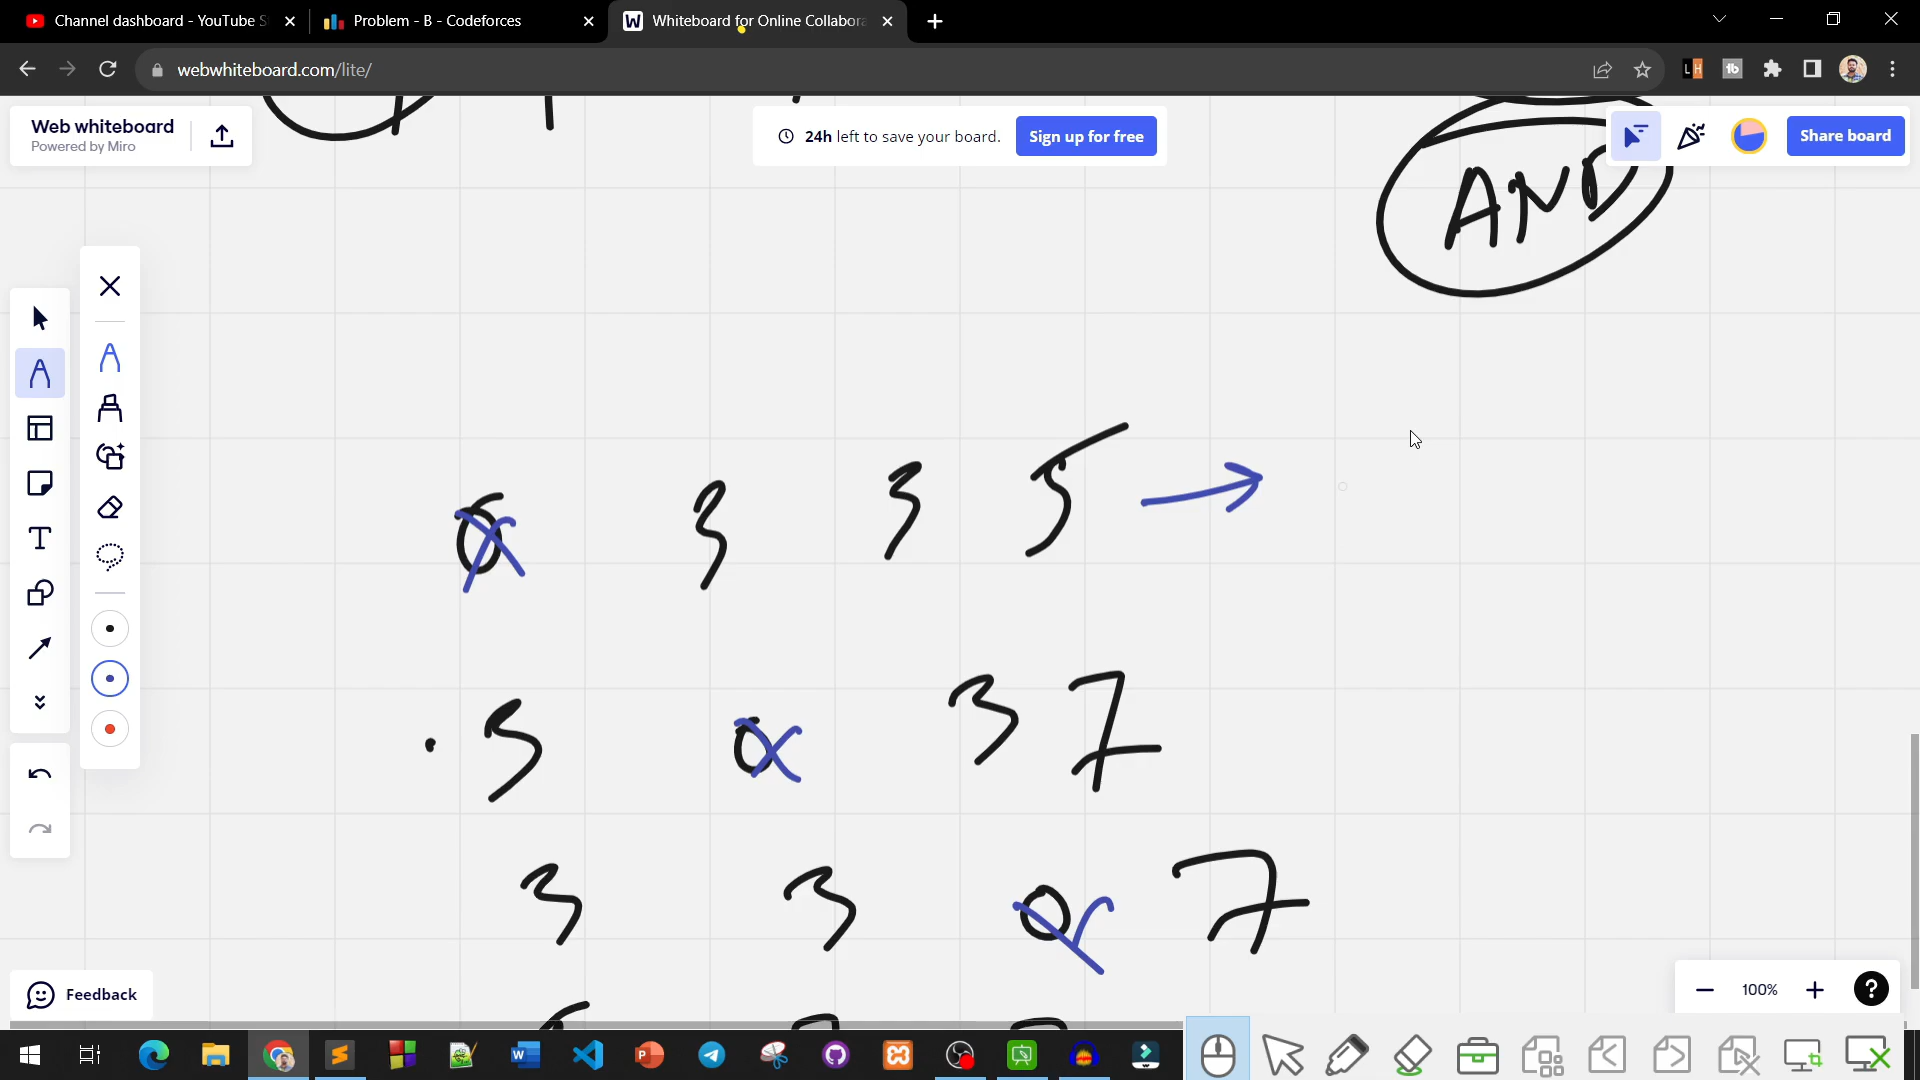 Channel dashboard - YouTube S
Problem - B - Codeforces
Whiteboard for Online Collabora
webwhiteboard.com/lite/
Web whiteboard
Powered by Miro
24h left to save your board.
Sign up for free
Share board
AND
0 3 3 5
3 0 3 7
3 3 0 7
Feedback
100%